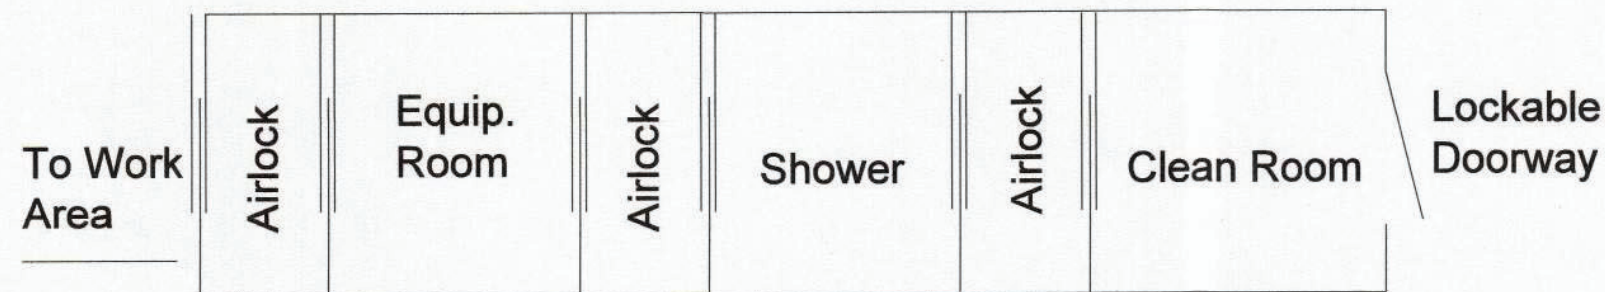 To Work
Area
Airlock
Equip.
Room
Airlock
Shower
Airlock
Clean Room
Lockable
Doorway